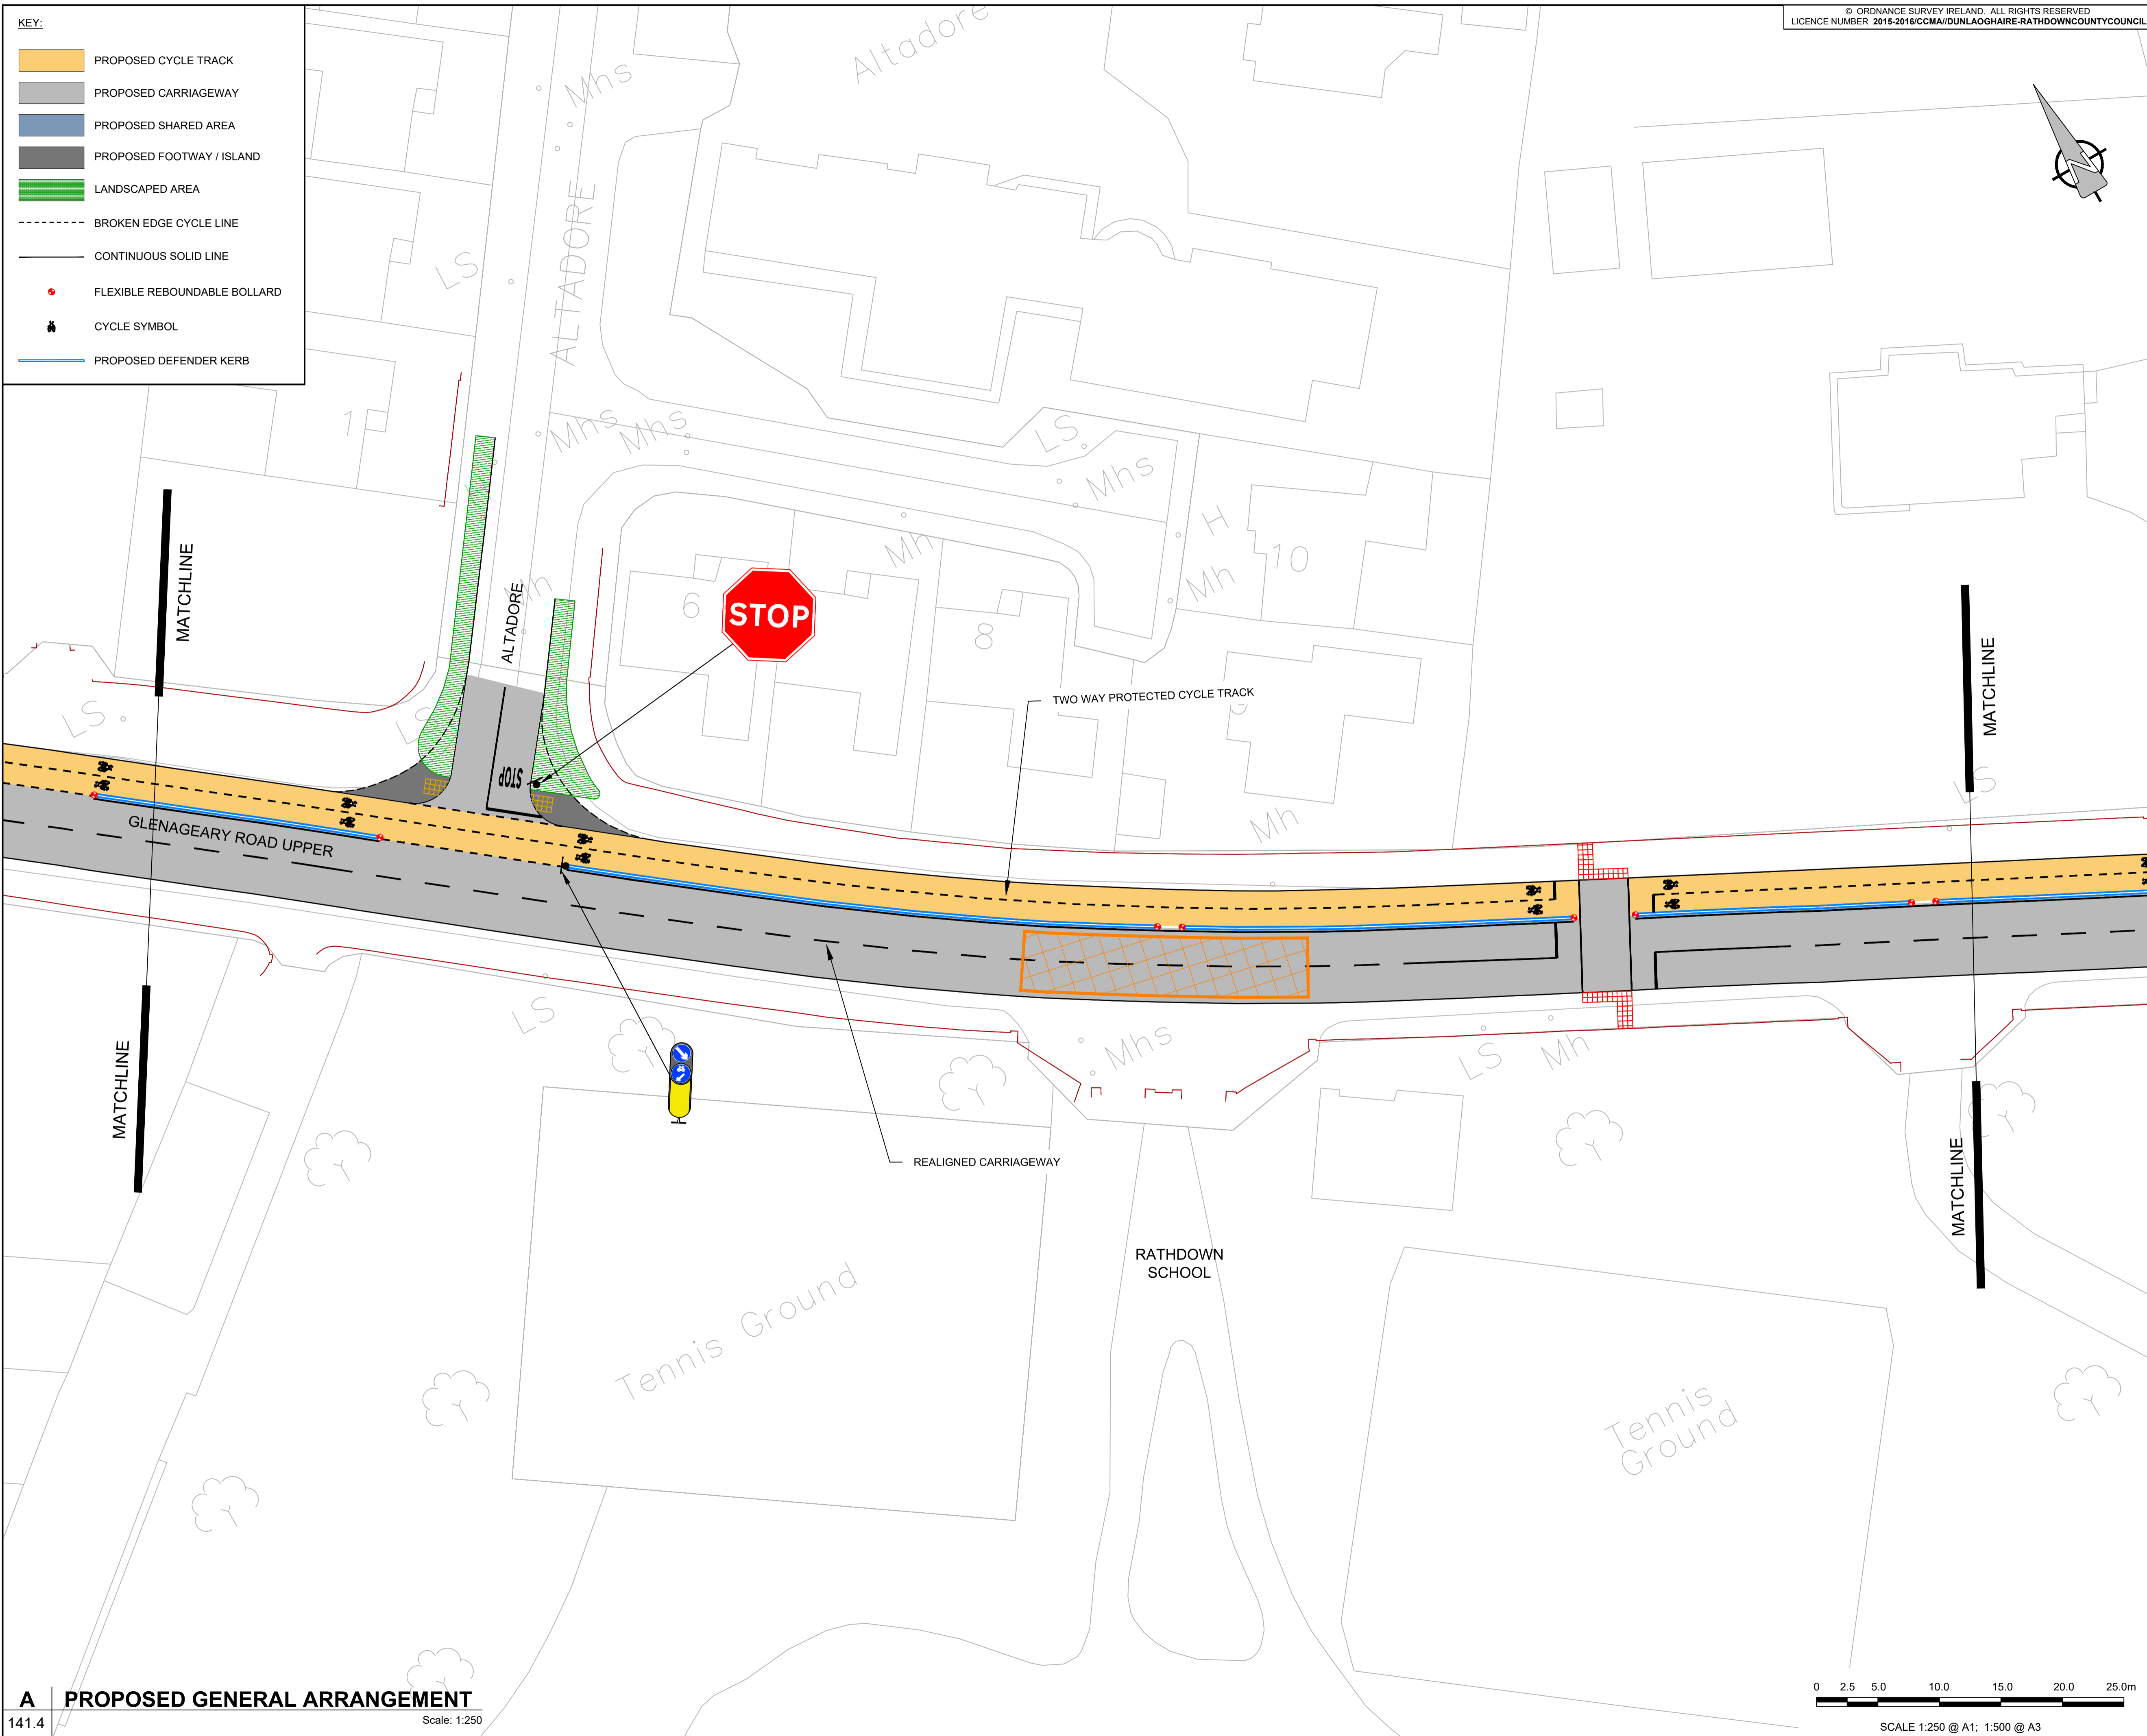 KEY:
PROPOSED CYCLE TRACK
PROPOSED CARRIAGEWAY
PROPOSED SHARED AREA
PROPOSED FOOTWAY / ISLAND
LANDSCAPED AREA
BROKEN EDGE CYCLE LINE
CONTINUOUS SOLID LINE
FLEXIBLE REBOUNDABLE BOLLARD
CYCLE SYMBOL
PROPOSED DEFENDER KERB
© ORDNANCE SURVEY IRELAND. ALL RIGHTS RESERVED
LICENCE NUMBER 2015-2016/CCMA//DUNLAOGHAIRE-RATHDOWNCOUNTYCOUNCIL
Altadore
Mhs
N
ALTADORE
LS
1
Mhs
Mhs
LS
Mhs
H
10
Mh
Mh
Mh
6
8
9
STOP
ALTADORE
MATCHLINE
MATCHLINE
TWO WAY PROTECTED CYCLE TRACK
LS
LS
LS
STOP
GLENAGEARY ROAD UPPER
Mh
LS
Mhs
LS
Mh
MATCHLINE
MATCHLINE
REALIGNED CARRIAGEWAY
RATHDOWN
SCHOOL
Tennis Ground
Tennis
Ground
A
PROPOSED GENERAL ARRANGEMENT
141.4
Scale: 1:250
0 2.5 5.0 10.0 15.0 20.0 25.0m
SCALE 1:250 @ A1; 1:500 @ A3